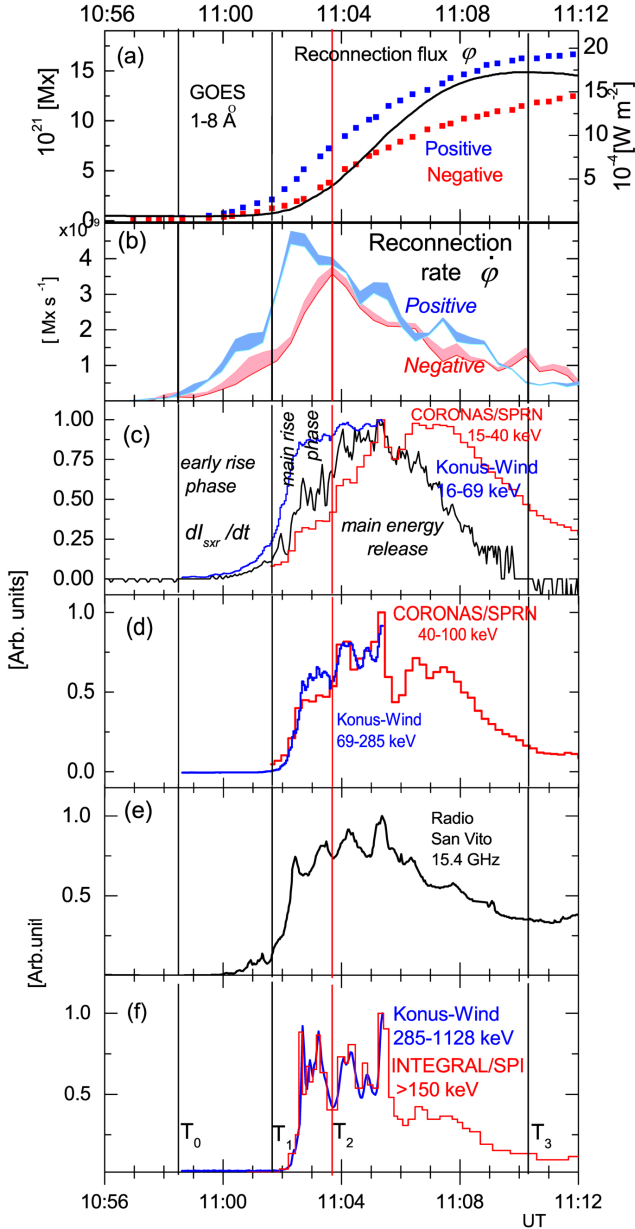 10:56 11:00 11:04 11:08 11:12
(a)
Reconnection flux φ
GOES
1-8 Å
Positive
Negative
10²¹ [Mx]
15
10
5
0
20
15
10
5
0
10⁻⁴[W m⁻²]
(b)
Reconnection
rate φ̇
Positive
Negative
[ Mx s⁻¹]
4
3
2
1
(c)
early rise
phase
main rise
phase
dI_sxr /dt
main energy
release
CORONAS/SPRN
15-40 keV
Konus-Wind
16-69 keV
1.00
0.75
0.50
0.25
0.00
[Arb. units]
(d)
CORONAS/SPRN
40-100 keV
Konus-Wind
69-285 keV
1.0
0.5
0.0
(e)
Radio
San Vito
15.4 GHz
1.0
0.5
[Arb.unit
(f)
Konus-Wind
285-1128 keV
INTEGRAL/SPI
>150 keV
1.0
0.5
T₀ T₁ T₂ T₃
10:56 11:00 11:04 11:08 11:12
UT